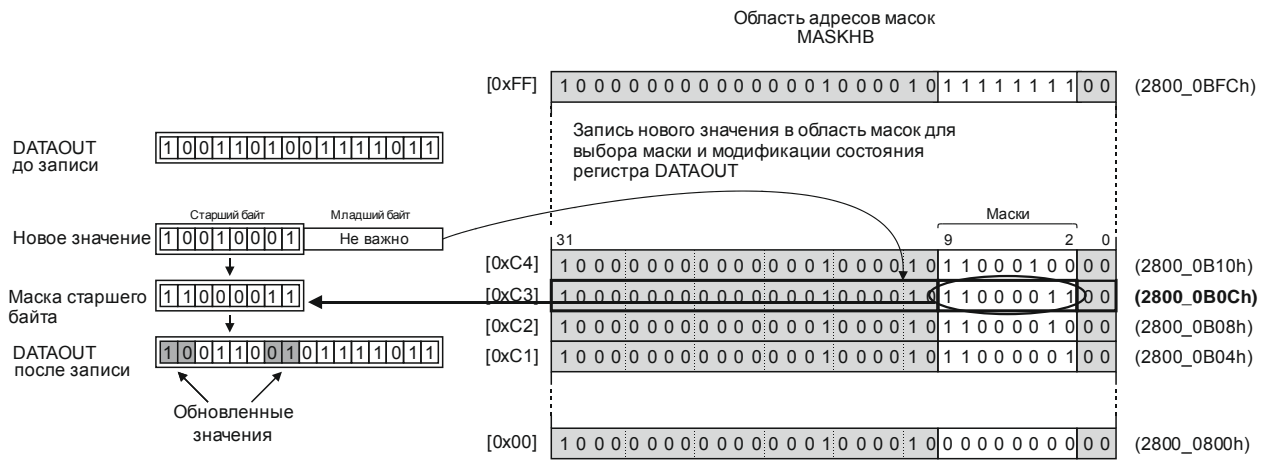 Область адресов масок
MASKHB
[0xFF] 1 0 0 0 0 0 0 0 0 0 0 0 0 0 0 1 0 0 0 0 1 0 1 1 1 1 1 1 1 1 0 0 (2800_0BFCh)
DATAOUT
до записи
1 0 0 1 1 0 1 0 0 1 1 1 1 0 1 1
Запись нового значения в область масок для
выбора маски и модификации состояния
регистра DATAOUT
Старший байт Младший байт
Новое значение 1 0 0 1 0 0 0 1 Не важно
Маски
31 9 2 0
[0xC4] 1 0 0 0 0 0 0 0 0 0 0 0 0 0 0 1 0 0 0 0 1 0 1 1 0 0 0 1 0 0 0 0 (2800_0B10h)
Маска старшего
байта
1 1 0 0 0 0 1 1
[0xC3] 1 0 0 0 0 0 0 0 0 0 0 0 0 0 0 1 0 0 0 0 1 0 1 1 0 0 0 0 1 1 0 0 (2800_0B0Ch)
[0xC2] 1 0 0 0 0 0 0 0 0 0 0 0 0 0 0 1 0 0 0 0 1 0 1 1 0 0 0 0 1 0 0 0 (2800_0B08h)
DATAOUT
после записи
1 0 0 1 1 0 0 1 0 1 1 1 1 0 1 1
[0xC1] 1 0 0 0 0 0 0 0 0 0 0 0 0 0 0 1 0 0 0 0 1 0 1 1 0 0 0 0 0 1 0 0 (2800_0B04h)
Обновленные
значения
[0x00] 1 0 0 0 0 0 0 0 0 0 0 0 0 0 0 1 0 0 0 0 1 0 0 0 0 0 0 0 0 0 0 0 (2800_0800h)